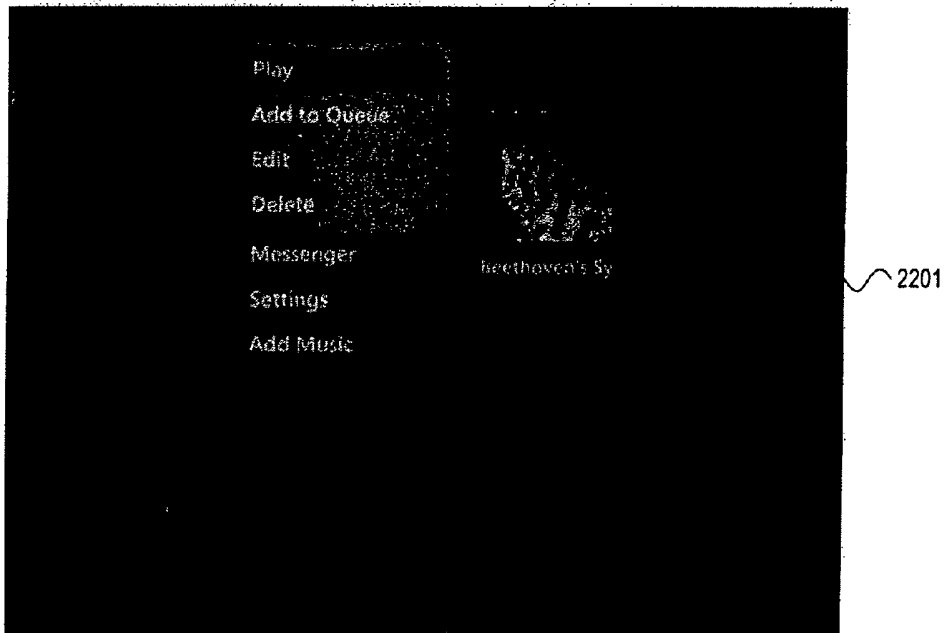 Play
Add to Queue
Edit
Delete
Messenger
Beethoven's Sy
Settings
Add Music
2201